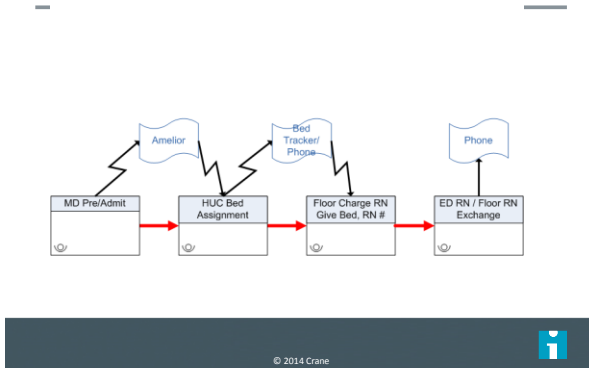 Amelior
Bed
Tracker/
Phone
Phone
MD Pre/Admit
HUC Bed
Assignment
Floor Charge RN
Give Bed, RN #
ED RN / Floor RN
Exchange
© 2014 Crane